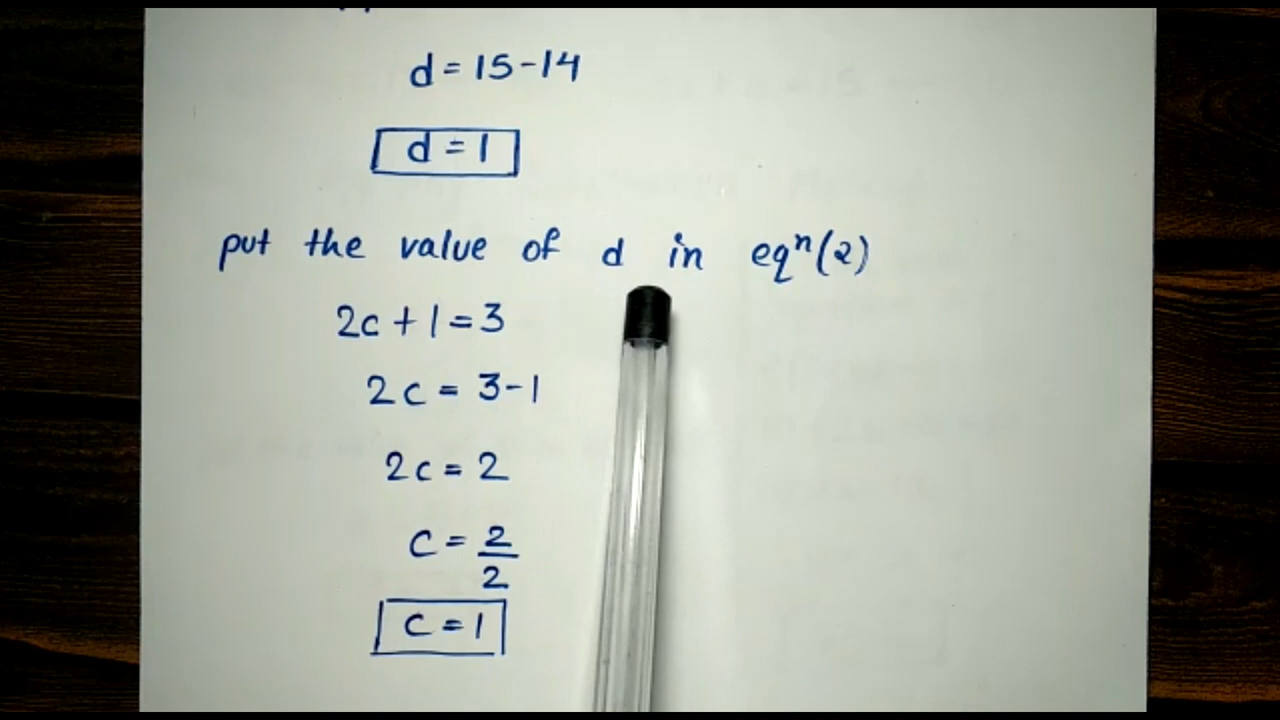 d = 15-14
d = 1
put the value of d in eqⁿ(2)
2c + 1 = 3
2c = 3-1
2c = 2
c = 2/2
c = 1